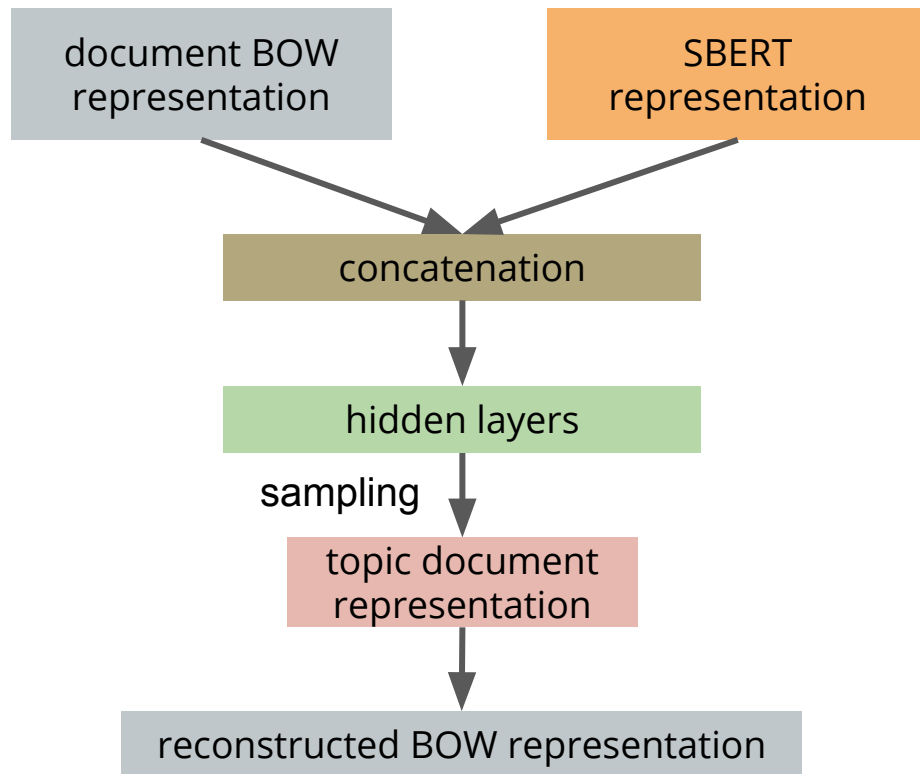 document BOW
representation
SBERT
representation
concatenation
hidden layers
sampling
topic document
representation
reconstructed BOW representation